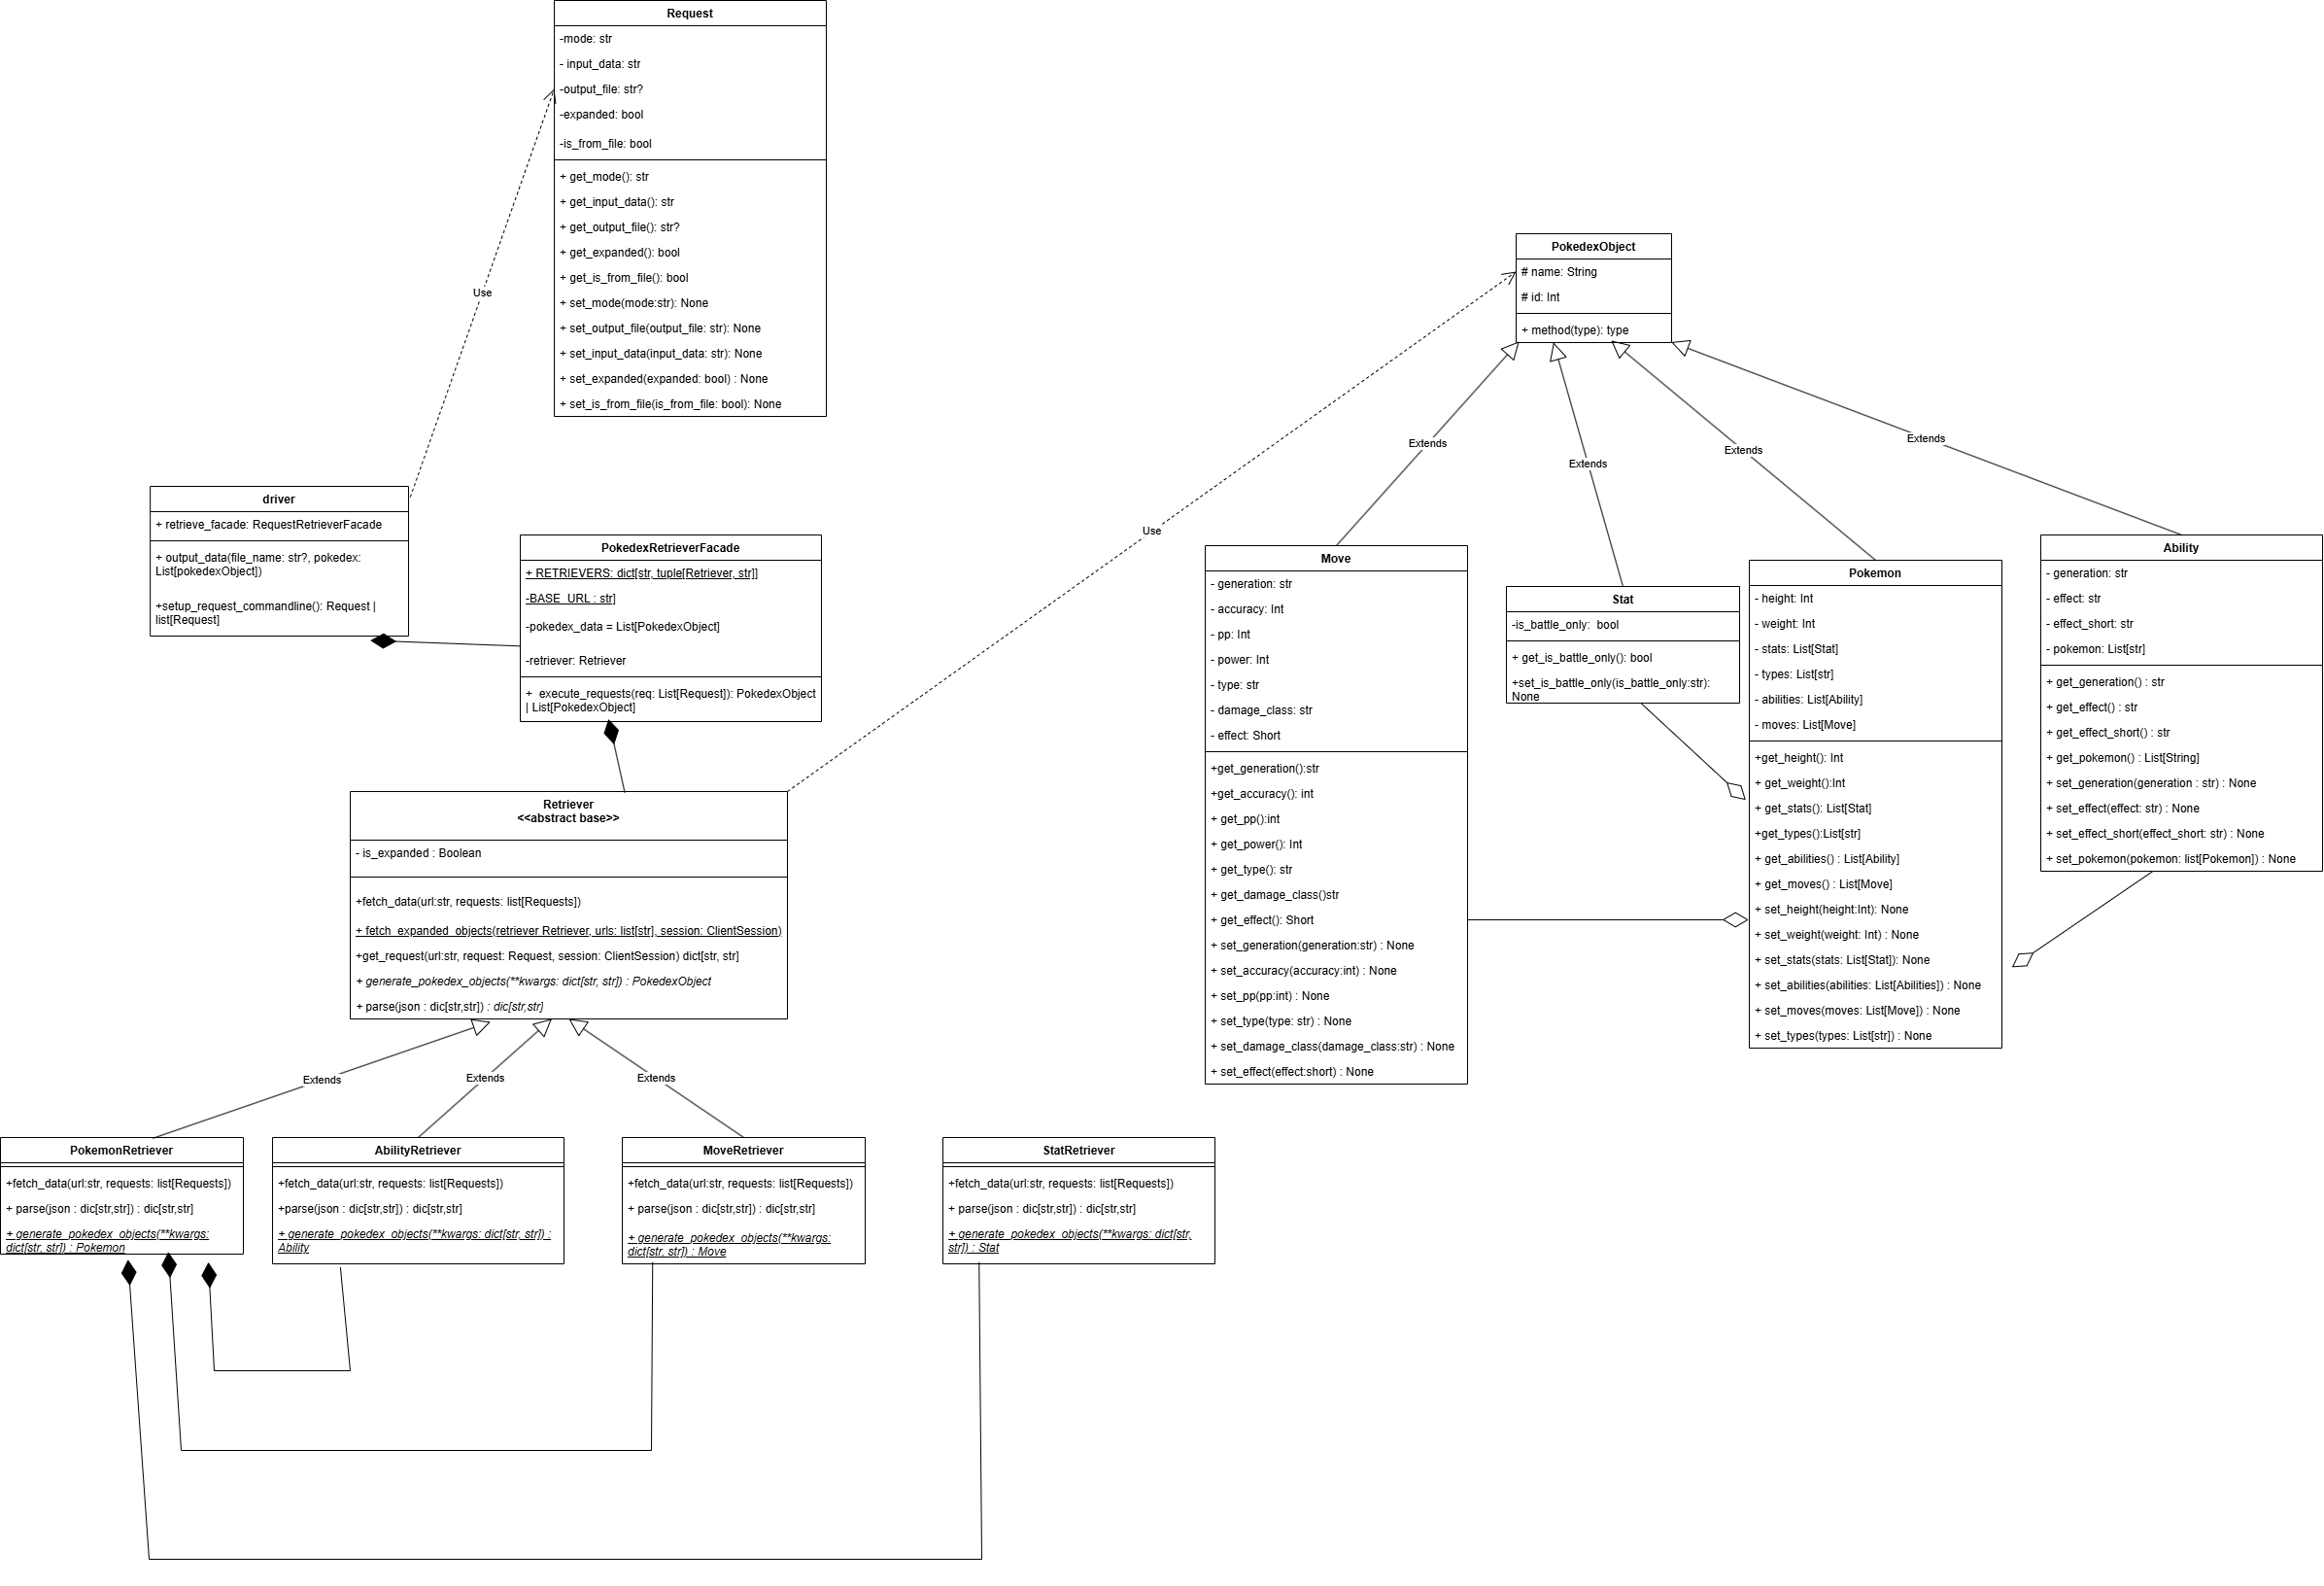 Request
-mode: str
- input_data: str
-output_file: str?
-expanded: bool
-is_from_file: bool
+ get_mode(): str
+ get_input_data(): str
+ get_output_file(): str?
+ get_expanded(): bool
+ get_is_from_file(): bool
+ set_mode(mode:str): None
+ set_output_file(output_file: str): None
+ set_input_data(input_data: str): None
+ set_expanded(expanded: bool) : None
+ set_is_from_file(is_from_file: bool): None
Use
driver
+ retrieve_facade: RequestRetrieverFacade
+ output_data(file_name: str?, pokedex:
List[pokedexObject])
+setup_request_commandline(): Request |
list[Request]
PokedexRetrieverFacade
+ RETRIEVERS: dict[str, tuple[Retriever, str]]
-BASE_URL : str]
-pokedex_data = List[PokedexObject]
-retriever: Retriever
+  execute_requests(req: List[Request]): PokedexObject
| List[PokedexObject]
Use
Retriever
<<abstract base>>
- is_expanded : Boolean
+fetch_data(url:str, requests: list[Requests])
+ fetch_expanded_objects(retriever Retriever, urls: list[str], session: ClientSession)
+get_request(url:str, request: Request, session: ClientSession) dict[str, str]
+ generate_pokedex_objects(**kwargs: dict[str, str]) : PokedexObject
+ parse(json : dic[str,str]) : dic[str,str]
Extends
Extends
Extends
PokemonRetriever
+fetch_data(url:str, requests: list[Requests])
+ parse(json : dic[str,str]) : dic[str,str]
+ generate_pokedex_objects(**kwargs:
dict[str, str]) : Pokemon
AbilityRetriever
+fetch_data(url:str, requests: list[Requests])
+parse(json : dic[str,str]) : dic[str,str]
+ generate_pokedex_objects(**kwargs: dict[str, str]) :
Ability
MoveRetriever
+fetch_data(url:str, requests: list[Requests])
+ parse(json : dic[str,str]) : dic[str,str]
+ generate_pokedex_objects(**kwargs:
dict[str, str]) : Move
StatRetriever
+fetch_data(url:str, requests: list[Requests])
+ parse(json : dic[str,str]) : dic[str,str]
+ generate_pokedex_objects(**kwargs: dict[str,
str]) : Stat
PokedexObject
# name: String
# id: Int
+ method(type): type
Extends
Extends
Extends
Extends
Move
- generation: str
- accuracy: Int
- pp: Int
- power: Int
- type: str
- damage_class: str
- effect: Short
+get_generation():str
+get_accuracy(): int
+ get_pp():int
+ get_power(): Int
+ get_type(): str
+ get_damage_class()str
+ get_effect(): Short
+ set_generation(generation:str) : None
+ set_accuracy(accuracy:int) : None
+ set_pp(pp:int) : None
+ set_type(type: str) : None
+ set_damage_class(damage_class:str) : None
+ set_effect(effect:short) : None
Stat
-is_battle_only:  bool
+ get_is_battle_only(): bool
+set_is_battle_only(is_battle_only:str):
None
Pokemon
- height: Int
- weight: Int
- stats: List[Stat]
- types: List[str]
- abilities: List[Ability]
- moves: List[Move]
+get_height(): Int
+ get_weight():Int
+ get_stats(): List[Stat]
+get_types():List[str]
+ get_abilities() : List[Ability]
+ get_moves() : List[Move]
+ set_height(height:Int): None
+ set_weight(weight: Int) : None
+ set_stats(stats: List[Stat]): None
+ set_abilities(abilities: List[Abilities]) : None
+ set_moves(moves: List[Move]) : None
+ set_types(types: List[str]) : None
Ability
- generation: str
- effect: str
- effect_short: str
- pokemon: List[str]
+ get_generation() : str
+ get_effect() : str
+ get_effect_short() : str
+ get_pokemon() : List[String]
+ set_generation(generation : str) : None
+ set_effect(effect: str) : None
+ set_effect_short(effect_short: str) : None
+ set_pokemon(pokemon: list[Pokemon]) : None